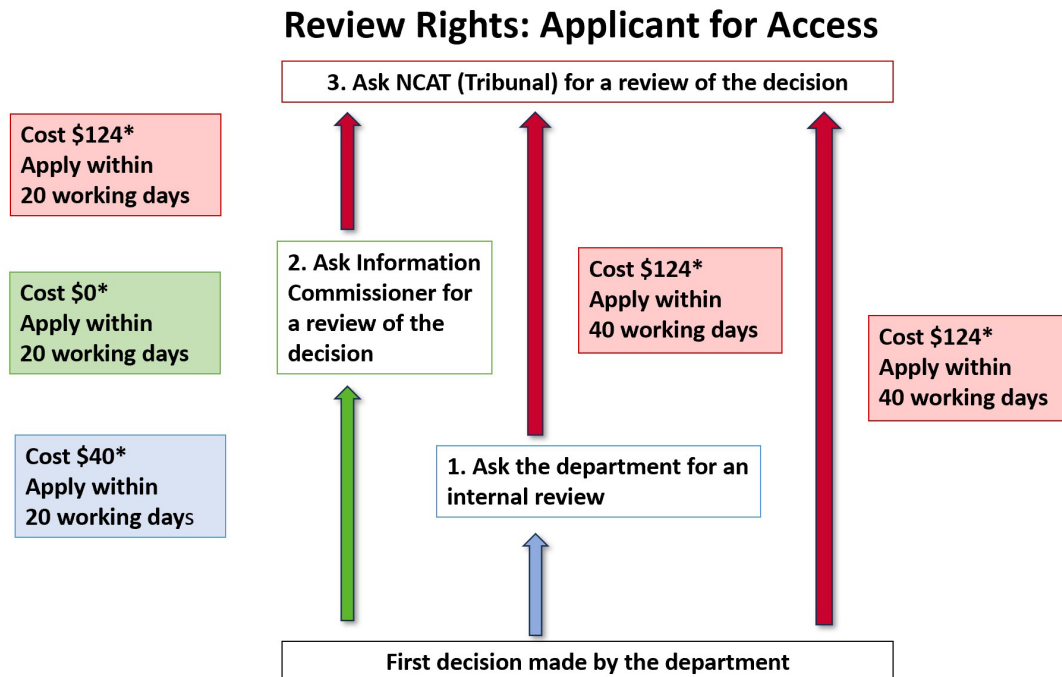 Review Rights: Applicant for Access
3. Ask NCAT (Tribunal) for a review of the decision
Cost $124*
Apply within
20 working days
2. Ask Information
Commissioner for
a review of the
decision
Cost $124*
Apply within
40 working days
Cost $0*
Apply within
20 working days
Cost $124*
Apply within
40 working days
Cost $40*
Apply within
20 working days
1. Ask the department for an
internal review
First decision made by the department